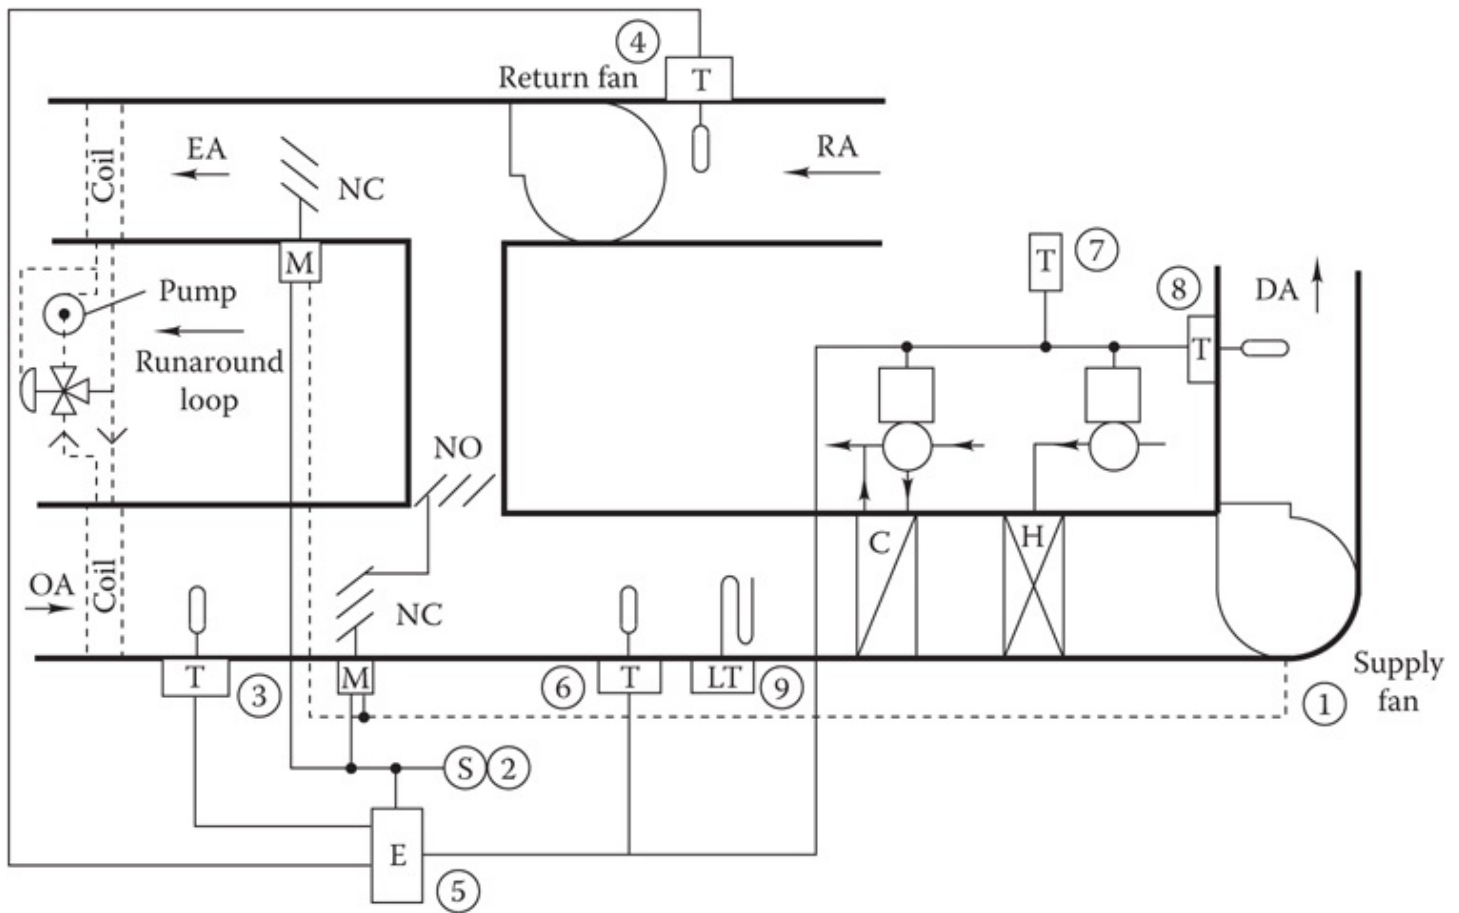 4
Return fan
T
Coil
EA
NC
RA
M
T
7
8
DA
Pump
Runaround
loop
T
NO
C
H
OA
Coil
NC
T
3
M
6
T
LT
9
Supply
fan
1
S
2
E
5